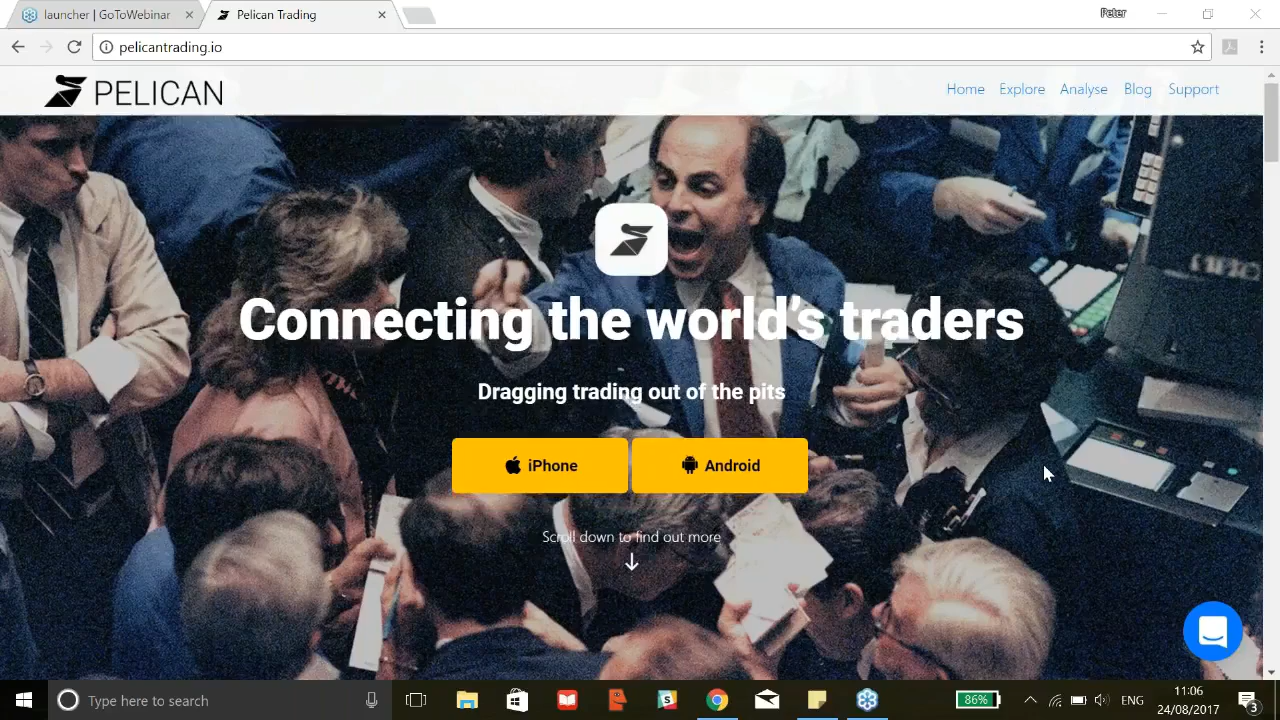 launcher | GoToWebinar
Pelican Trading
Peter
pelicantrading.io
PELICAN
Home Explore Analyse Blog Support
Connecting the world's traders
Dragging trading out of the pits
iPhone Android
Scroll down to find out more
Type here to search
86%
ENG
11:06
24/08/2017
3